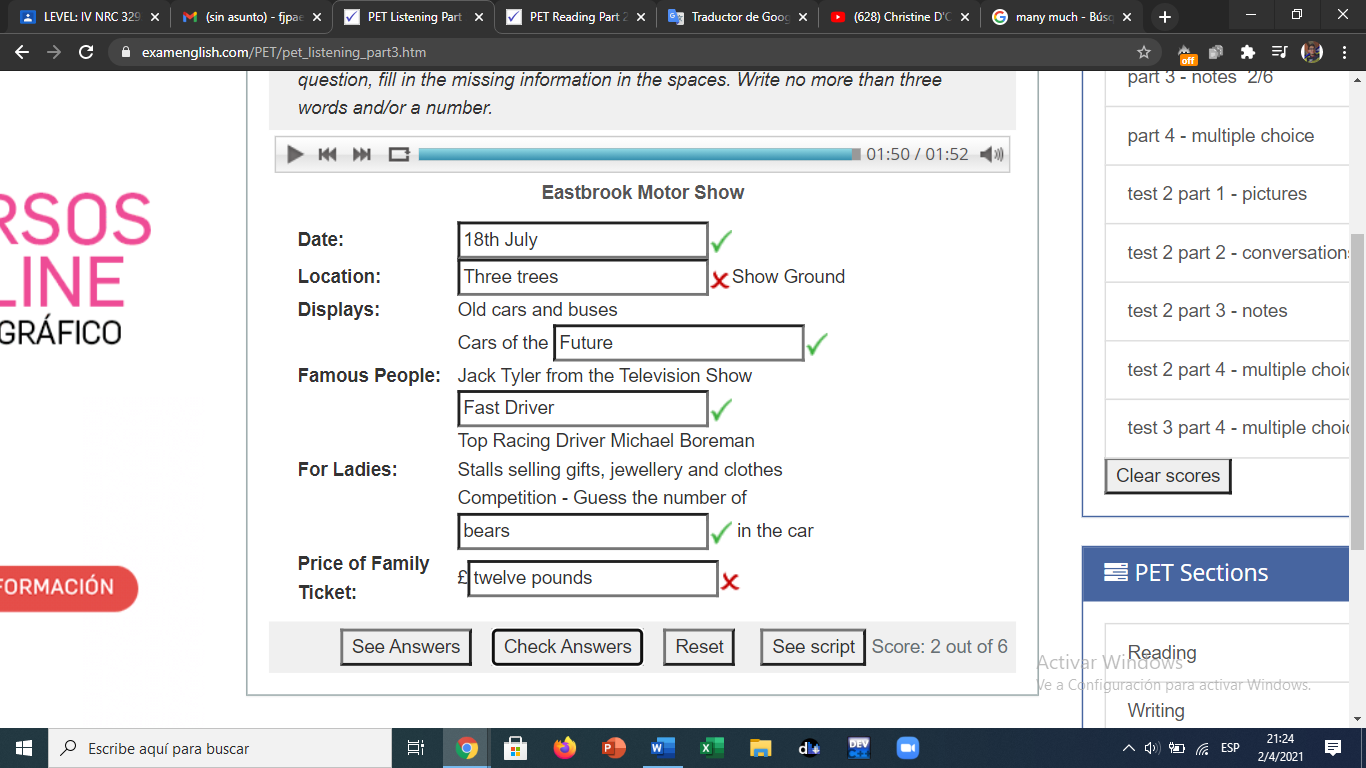 LEVEL: IV NRC 329
(sin asunto) - fjpae
PET Listening Part
PET Reading Part 2
Traductor de Goog
(628) Christine D'C
many much - Búsq
examenglish.com/PET/pet_listening_part3.htm
off
question, fill in the missing information in the spaces. Write no more than three
words and/or a number.
01:50 / 01:52
Eastbrook Motor Show
Date: 18th July
Location: Three trees Show Ground
Displays: Old cars and buses
Cars of the Future
Famous People: Jack Tyler from the Television Show
Fast Driver
Top Racing Driver Michael Boreman
For Ladies: Stalls selling gifts, jewellery and clothes
Competition - Guess the number of
bears in the car
Price of Family
Ticket:
£ twelve pounds
See Answers Check Answers Reset See script Score: 2 out of 6
RSOS
LINE
GRÁFICO
FORMACIÓN
part 3 - notes 2/6
part 4 - multiple choice
test 2 part 1 - pictures
test 2 part 2 - conversations
test 2 part 3 - notes
test 2 part 4 - multiple choi
test 3 part 4 - multiple choi
Clear scores
PET Sections
Reading
Writing
Activar Windows
Ve a Configuración para activar Windows.
Escribe aquí para buscar
DEV
ESP
21:24
2/4/2021